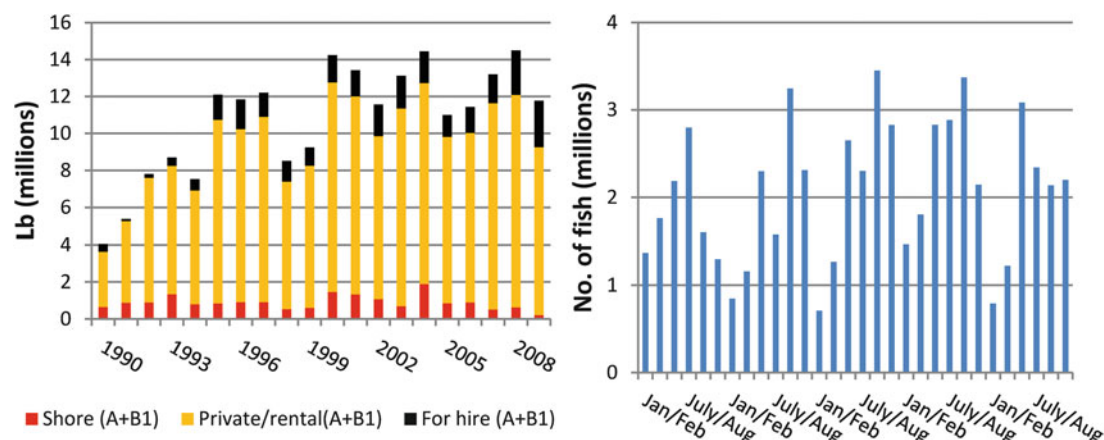 16
14
12
10
8
6
4
2
0
Lb (millions)
1990
1993
1996
1999
2002
2005
2008
Shore (A+B1)
Private/rental(A+B1)
For hire (A+B1)
4
3
2
1
0
No. of fish (millions)
Jan/Feb
July/Aug
Jan/Feb
July/Aug
Jan/Feb
July/Aug
Jan/Feb
July/Aug
Jan/Feb
July/Aug